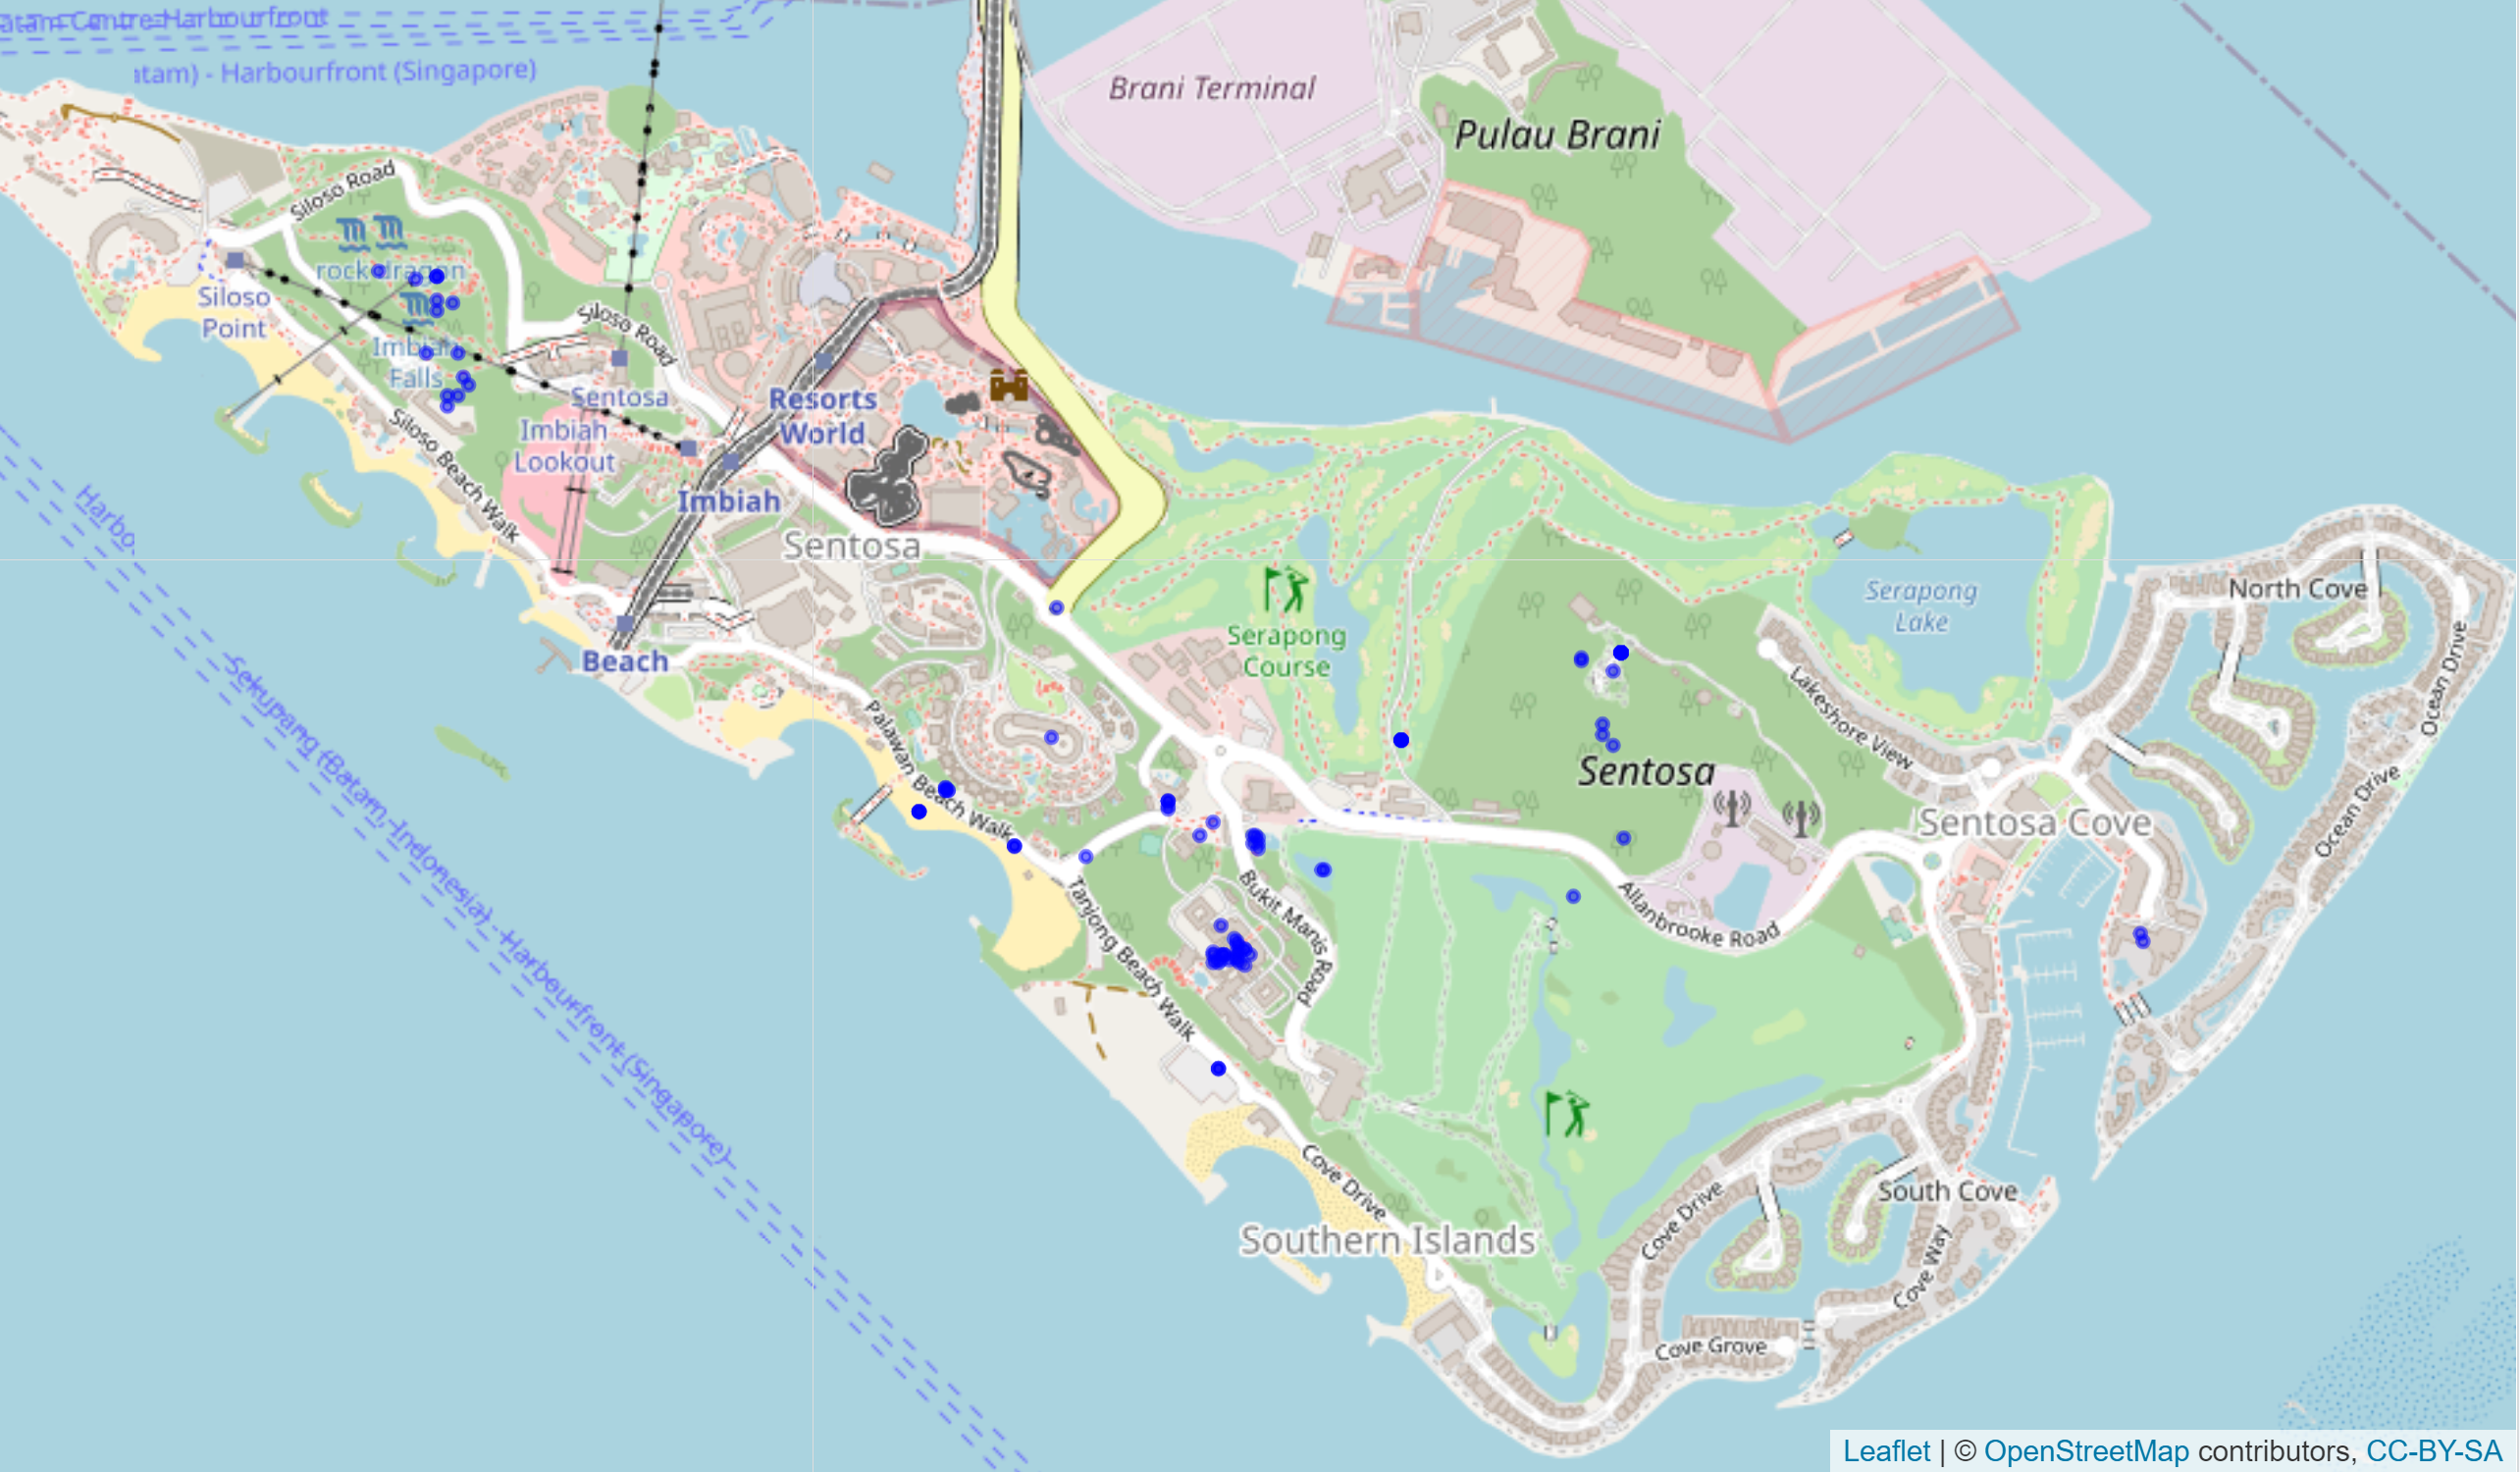 Harbourfront
atam) - Harbourfront (Singapore)
Brani Terminal
Pulau Brani
Siloso Road
rock dragon
Siloso
Point
Siloso Road
Imbiah
Falls
Sentosa
Resorts
World
Imbiah
Lookout
Siloso Beach Walk
Imbiah
Sentosa
Harbo
Serapong
Lake
North Cove
Serapong
Course
Beach
Ocean Drive
Sekupang (Batam, Indonesia) - Harbourfront (Singapore)
Palawan Beach Walk
Lakeshore View
Sentosa
Sentosa Cove
Ocean Drive
Bukit Manis Road
Allanbrooke Road
Tanjong Beach Walk
Cove Drive
South Cove
Cove Drive
Southern Islands
Cove Way
Cove Grove
Leaflet | © OpenStreetMap contributors, CC-BY-SA